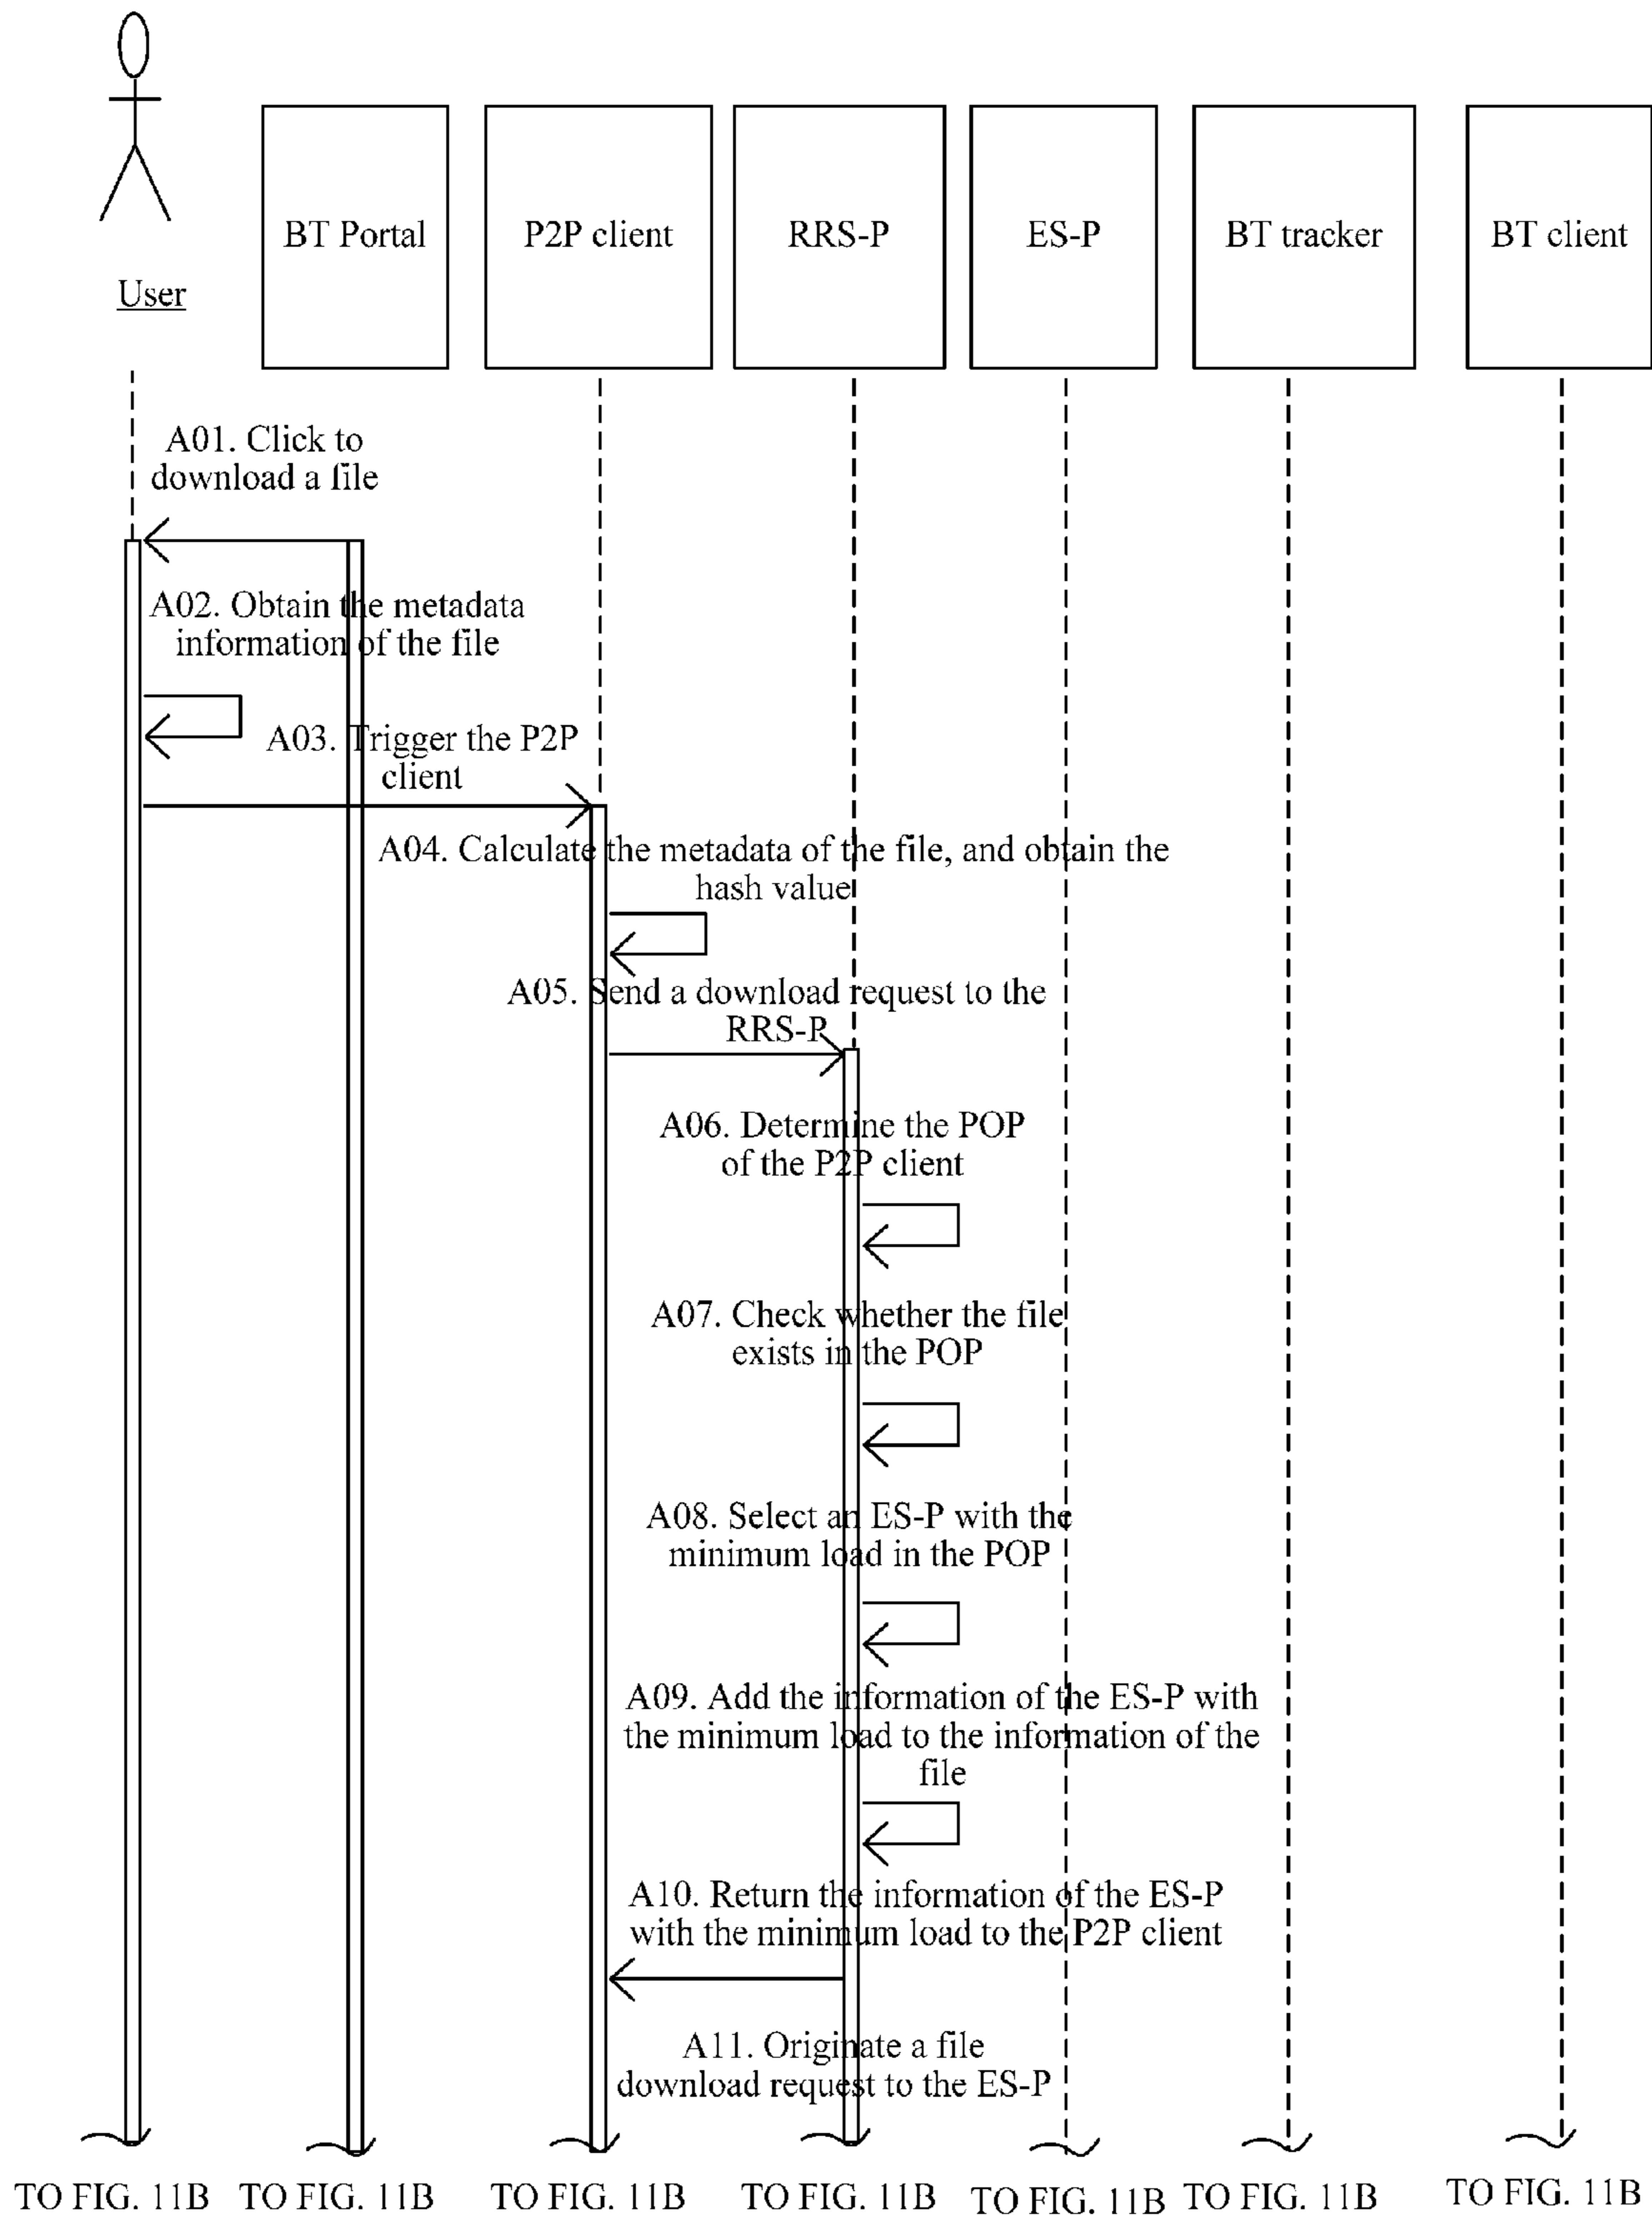 BT Portal
P2P client
RRS-P
ES-P
BT tracker
BT client
User
A01. Click to
download a file
A02. Obtain the metadata
information of the file
A03. Trigger the P2P
client
A04. Calculate the metadata of the file, and obtain the
hash value
A05. Send a download request to the
RRS-P
A06. Determine the POP
of the P2P client
A07. Check whether the file
exists in the POP
A08. Select an ES-P with the
minimum load in the POP
A09. Add the information of the ES-P with
the minimum load to the information of the
file
A10. Return the information of the ES-P
with the minimum load to the P2P client
A11. Originate a file
download request to the ES-P
TO FIG. 11B
TO FIG. 11B
TO FIG. 11B
TO FIG. 11B
TO FIG. 11B
TO FIG. 11B
TO FIG. 11B